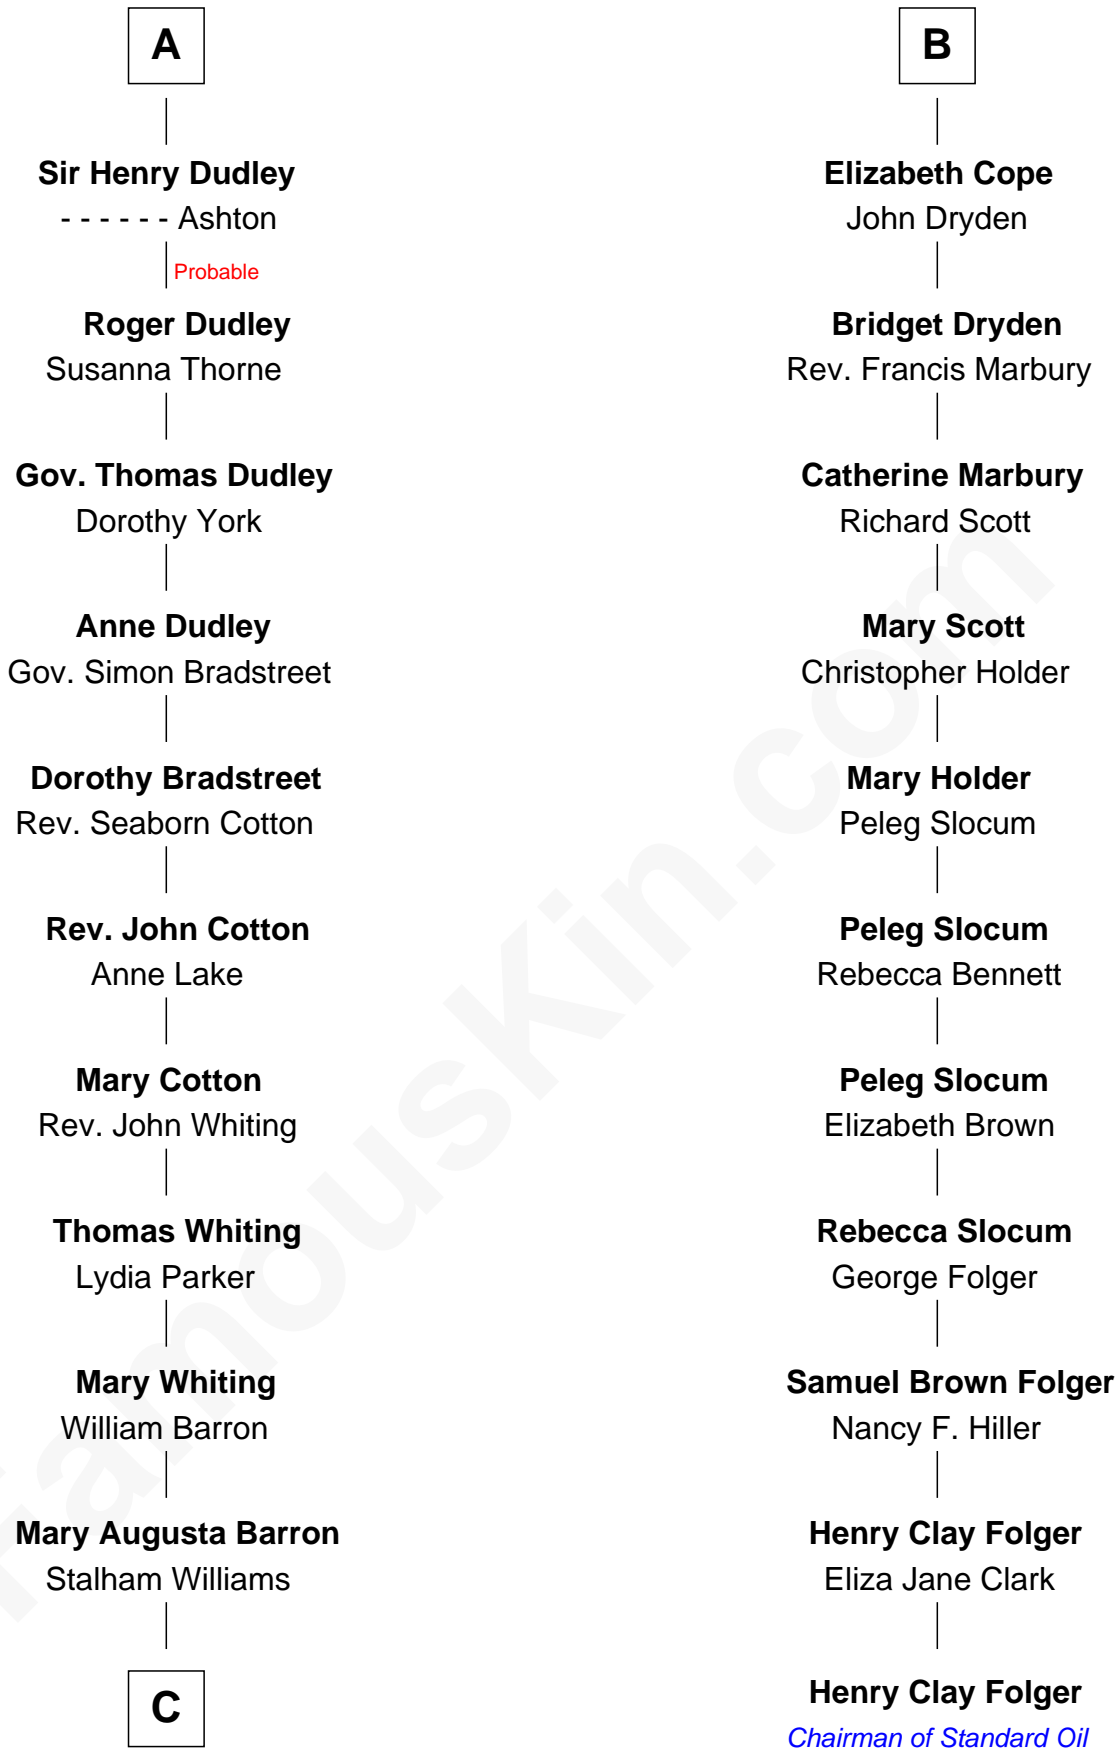 A
Sir Henry Dudley
- - - - - - Ashton
Probable
Roger Dudley
Susanna Thorne
Gov. Thomas Dudley
Dorothy York
Anne Dudley
Gov. Simon Bradstreet
Dorothy Bradstreet
Rev. Seaborn Cotton
Rev. John Cotton
Anne Lake
Mary Cotton
Rev. John Whiting
Thomas Whiting
Lydia Parker
Mary Whiting
William Barron
Mary Augusta Barron
Stalham Williams
C
B
Elizabeth Cope
John Dryden
Bridget Dryden
Rev. Francis Marbury
Catherine Marbury
Richard Scott
Mary Scott
Christopher Holder
Mary Holder
Peleg Slocum
Peleg Slocum
Rebecca Bennett
Peleg Slocum
Elizabeth Brown
Rebecca Slocum
George Folger
Samuel Brown Folger
Nancy F. Hiller
Henry Clay Folger
Eliza Jane Clark
Henry Clay Folger
Chairman of Standard Oil
FamousKin.com